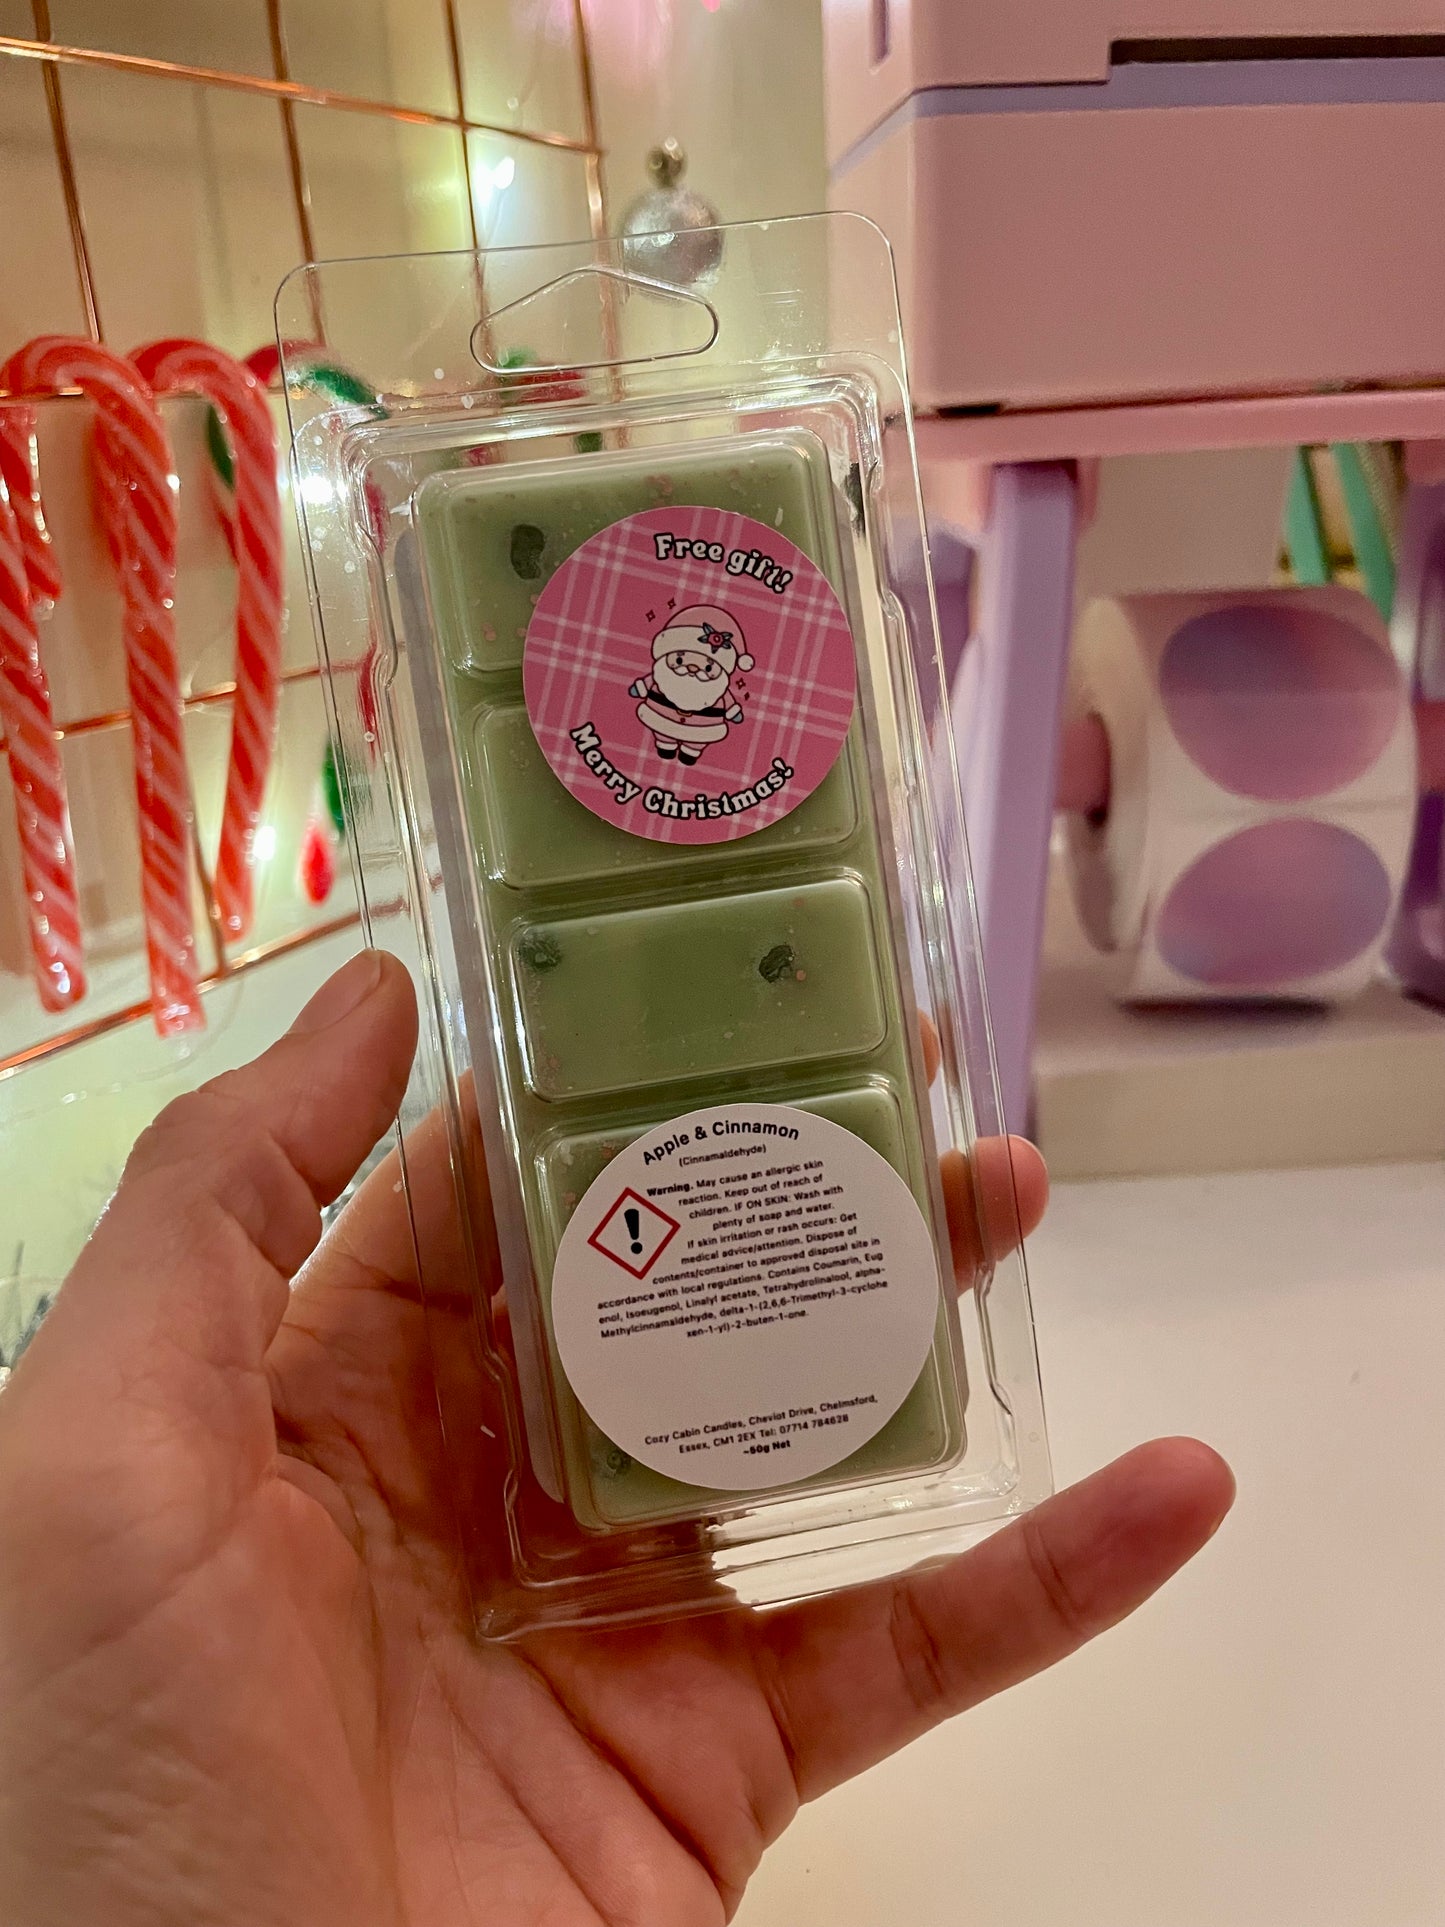 Free gift!
Merry Christmas!
Apple & Cinnamon
(Cinnamaldehyde)
Warning. May cause an allergic skin
reaction. Keep out of reach of
children. IF ON SKIN: Wash with
plenty of soap and water.
If skin irritation or rash occurs: Get
medical advice/attention. Dispose of
contents/container to approved disposal site in
accordance with local regulations. Contains Coumarin, Eug
enol, Isoeugenol, Linalyl acetate, Tetrahydrolinalool, alpha-
Methylcinnamaldehyde, delta-1-(2,6,6-Trimethyl-3-cyclohe
xen-1-yl)-2-buten-1-one.
Cozy Cabin Candles, Cheviot Drive, Chelmsford,
Essex, CM1 2EX Tel: 07714 784628
~50g Net